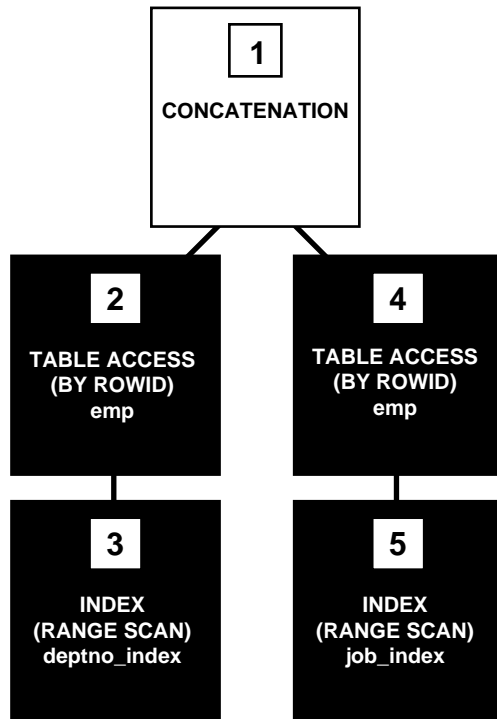 1
CONCATENATION
2
TABLE ACCESS
(BY ROWID)
emp
4
TABLE ACCESS
(BY ROWID)
emp
3
INDEX
(RANGE SCAN)
deptno_index
5
INDEX
(RANGE SCAN)
job_index